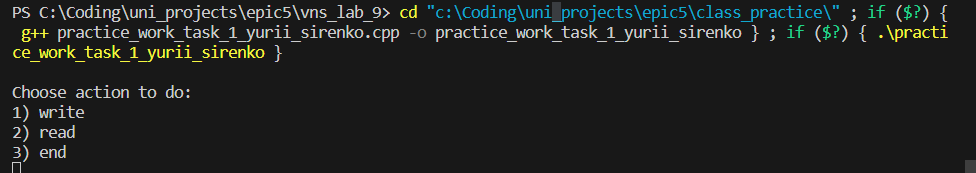 PS C:\Coding\uni_projects\epic5\vns_lab_9> cd "c:\Coding\uni_projects\epic5\class_practice\" ; if ($?) {
 g++ practice_work_task_1_yurii_sirenko.cpp -o practice_work_task_1_yurii_sirenko } ; if ($?) { .\practi
ce_work_task_1_yurii_sirenko }
Choose action to do:
1) write
2) read
3) end